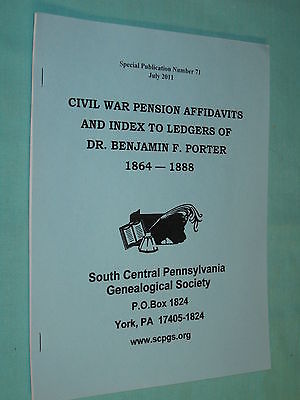 Special Publication Number 71
July 2011
CIVIL WAR PENSION AFFIDAVITS
AND INDEX TO LEDGERS OF
DR. BENJAMIN F. PORTER
1864 — 1888
South Central Pennsylvania
Genealogical Society
P.O.Box 1824
York, PA 17405-1824
www.scpgs.org